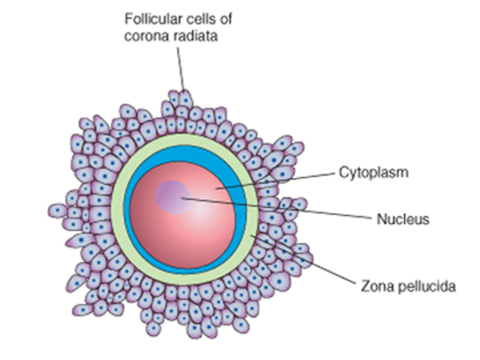 Follicular cells of
corona radiata
Cytoplasm
Nucleus
Zona pellucida